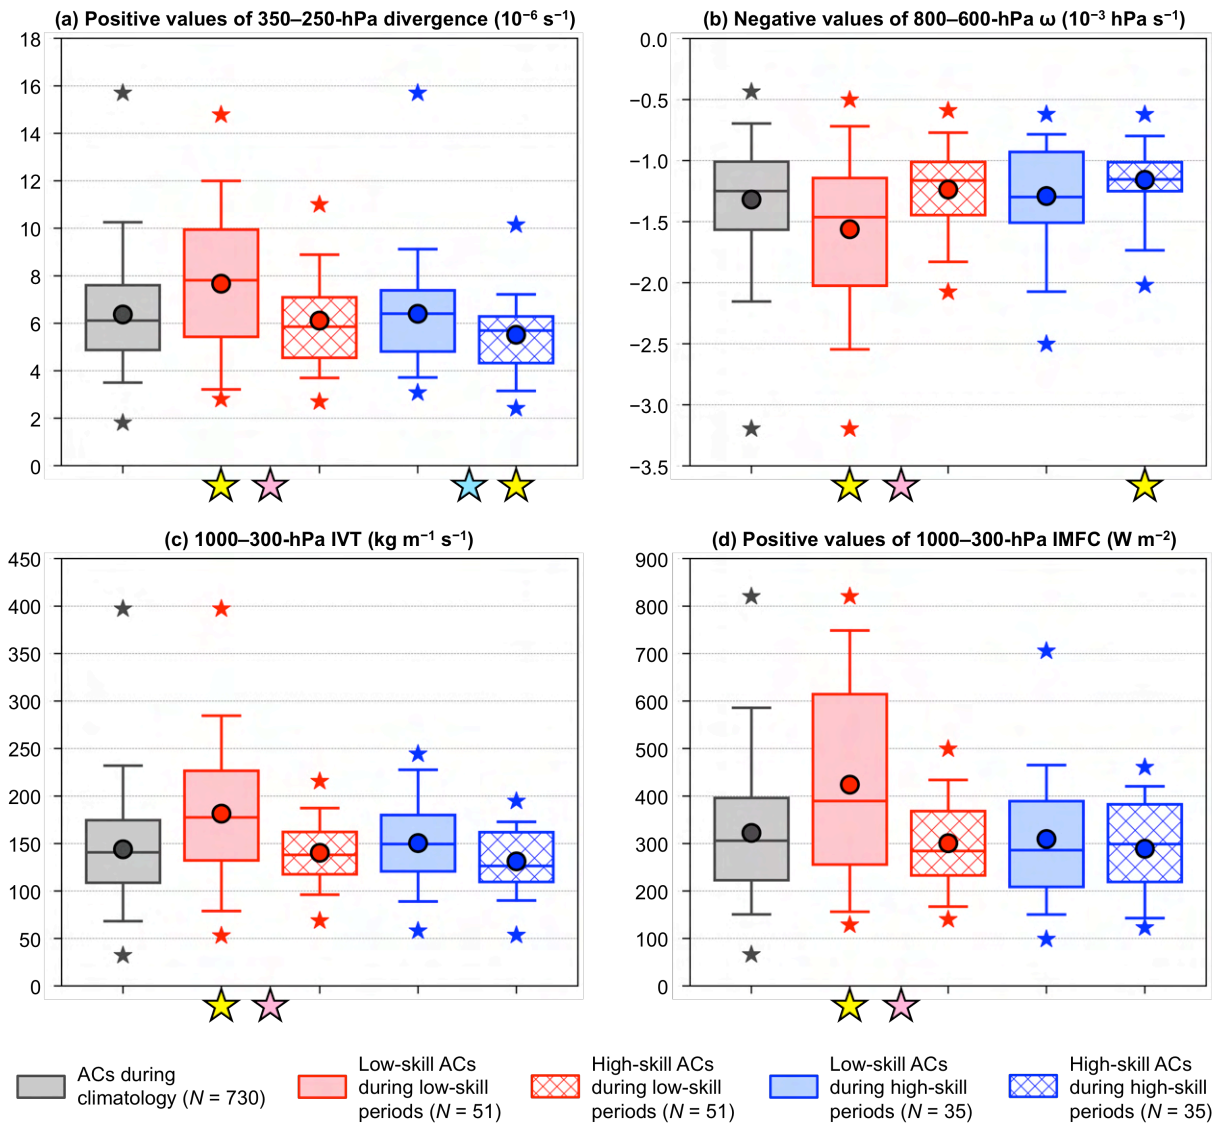 (a) Positive values of 350–250-hPa divergence (10⁻⁶ s⁻¹)
18
16
14
12
10
8
6
4
2
0
(b) Negative values of 800–600-hPa ω (10⁻³ hPa s⁻¹)
0.0
−0.5
−1.0
−1.5
−2.0
−2.5
−3.0
−3.5
(c) 1000–300-hPa IVT (kg m⁻¹ s⁻¹)
450
400
350
300
250
200
150
100
50
0
(d) Positive values of 1000–300-hPa IMFC (W m⁻²)
900
800
700
600
500
400
300
200
100
0
ACs during
climatology (N = 730)
Low-skill ACs
during low-skill
periods (N = 51)
High-skill ACs
during low-skill
periods (N = 51)
Low-skill ACs
during high-skill
periods (N = 35)
High-skill ACs
during high-skill
periods (N = 35)